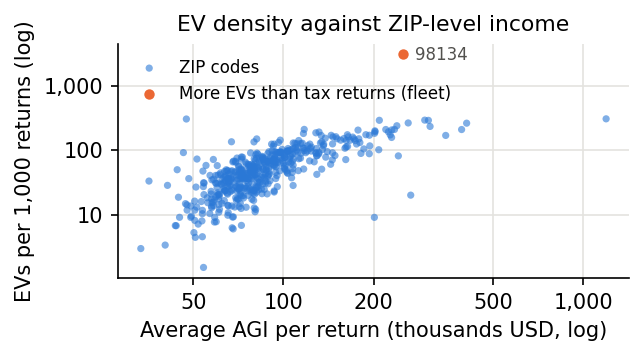 EV density against ZIP-level income
98134
ZIP codes
More EVs than tax returns (fleet)
EVs per 1,000 returns (log)
1,000
100
10
50
100
200
500
1,000
Average AGI per return (thousands USD, log)